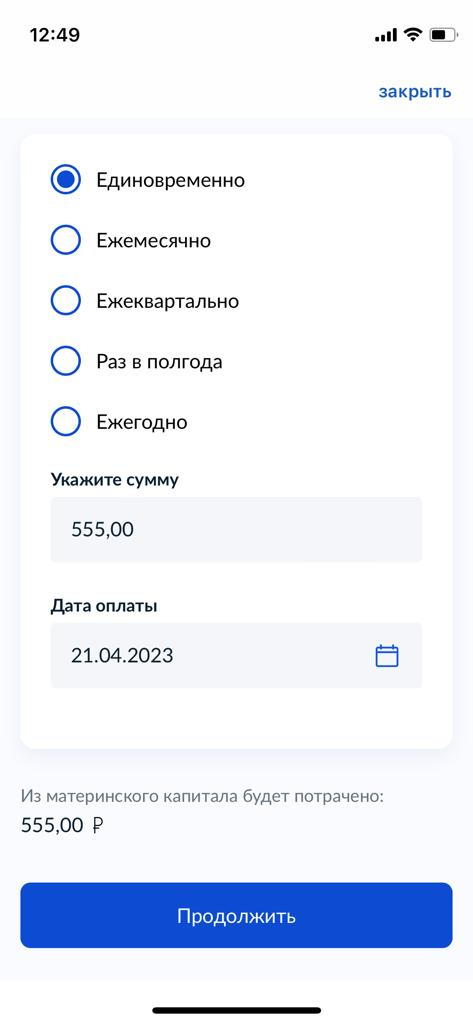 12:49
закрыть
Единовременно
Ежемесячно
Ежеквартально
Раз в полгода
Ежегодно
Укажите сумму
555,00
Дата оплаты
21.04.2023
Из материнского капитала будет потрачено:
555,00 ₽
Продолжить